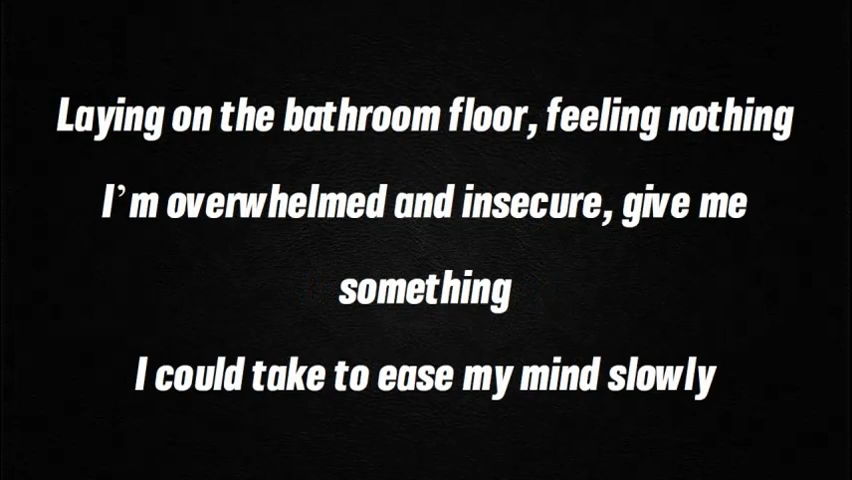 Laying on the bathroom floor, feeling nothing
I’m overwhelmed and insecure, give me
something
I could take to ease my mind slowly